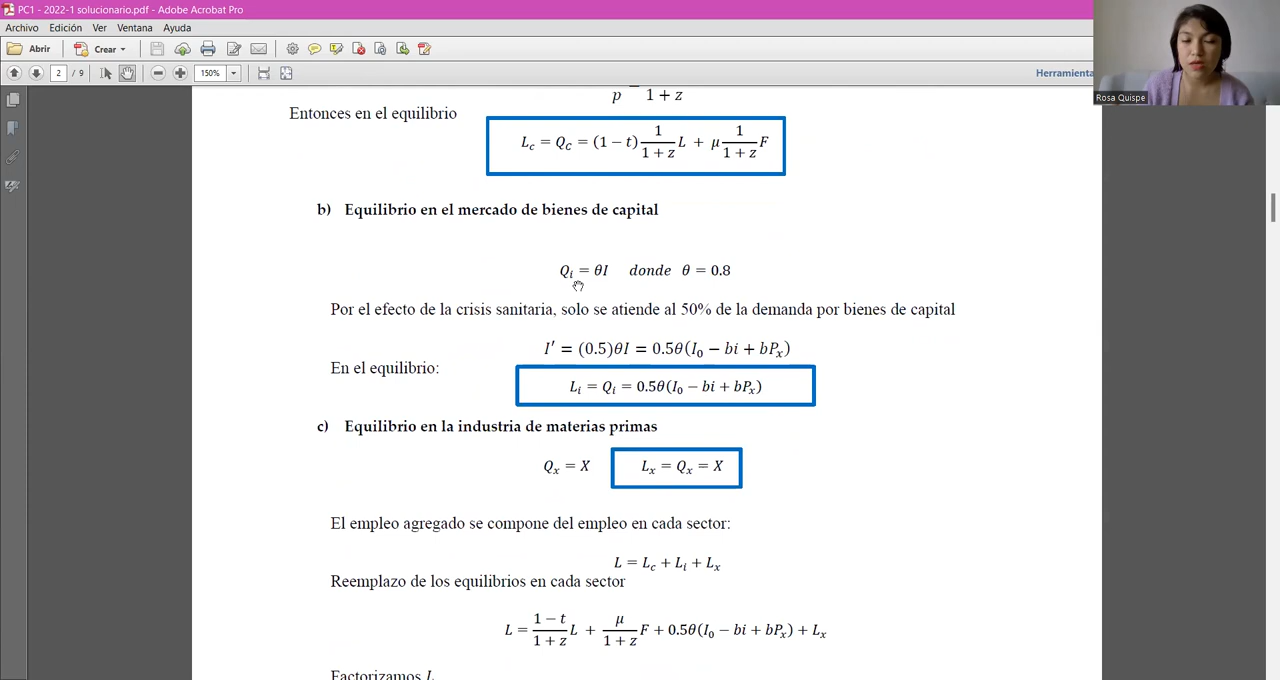 PC1 - 2022-1 solucionario.pdf - Adobe Acrobat Pro
Archivo Edición Ver Ventana Ayuda
Abrir Crear
2 / 9 150% Herramienta
Rosa Quispe
p = 1 + z
Entonces en el equilibrio
L_c = Q_c = (1 − t) 1/(1 + z) L + μ 1/(1 + z) F
b) Equilibrio en el mercado de bienes de capital
Q_i = θI donde θ = 0.8
Por el efecto de la crisis sanitaria, solo se atiende al 50% de la demanda por bienes de capital
I′ = (0.5)θI = 0.5θ(I_0 − bi + bP_x)
En el equilibrio:
L_i = Q_i = 0.5θ(I_0 − bi + bP_x)
c) Equilibrio en la industria de materias primas
Q_x = X L_x = Q_x = X
El empleo agregado se compone del empleo en cada sector:
L = L_c + L_i + L_x
Reemplazo de los equilibrios en cada sector
L = (1 − t)/(1 + z) L + μ/(1 + z) F + 0.5θ(I_0 − bi + bP_x) + L_x
Factorizamos L